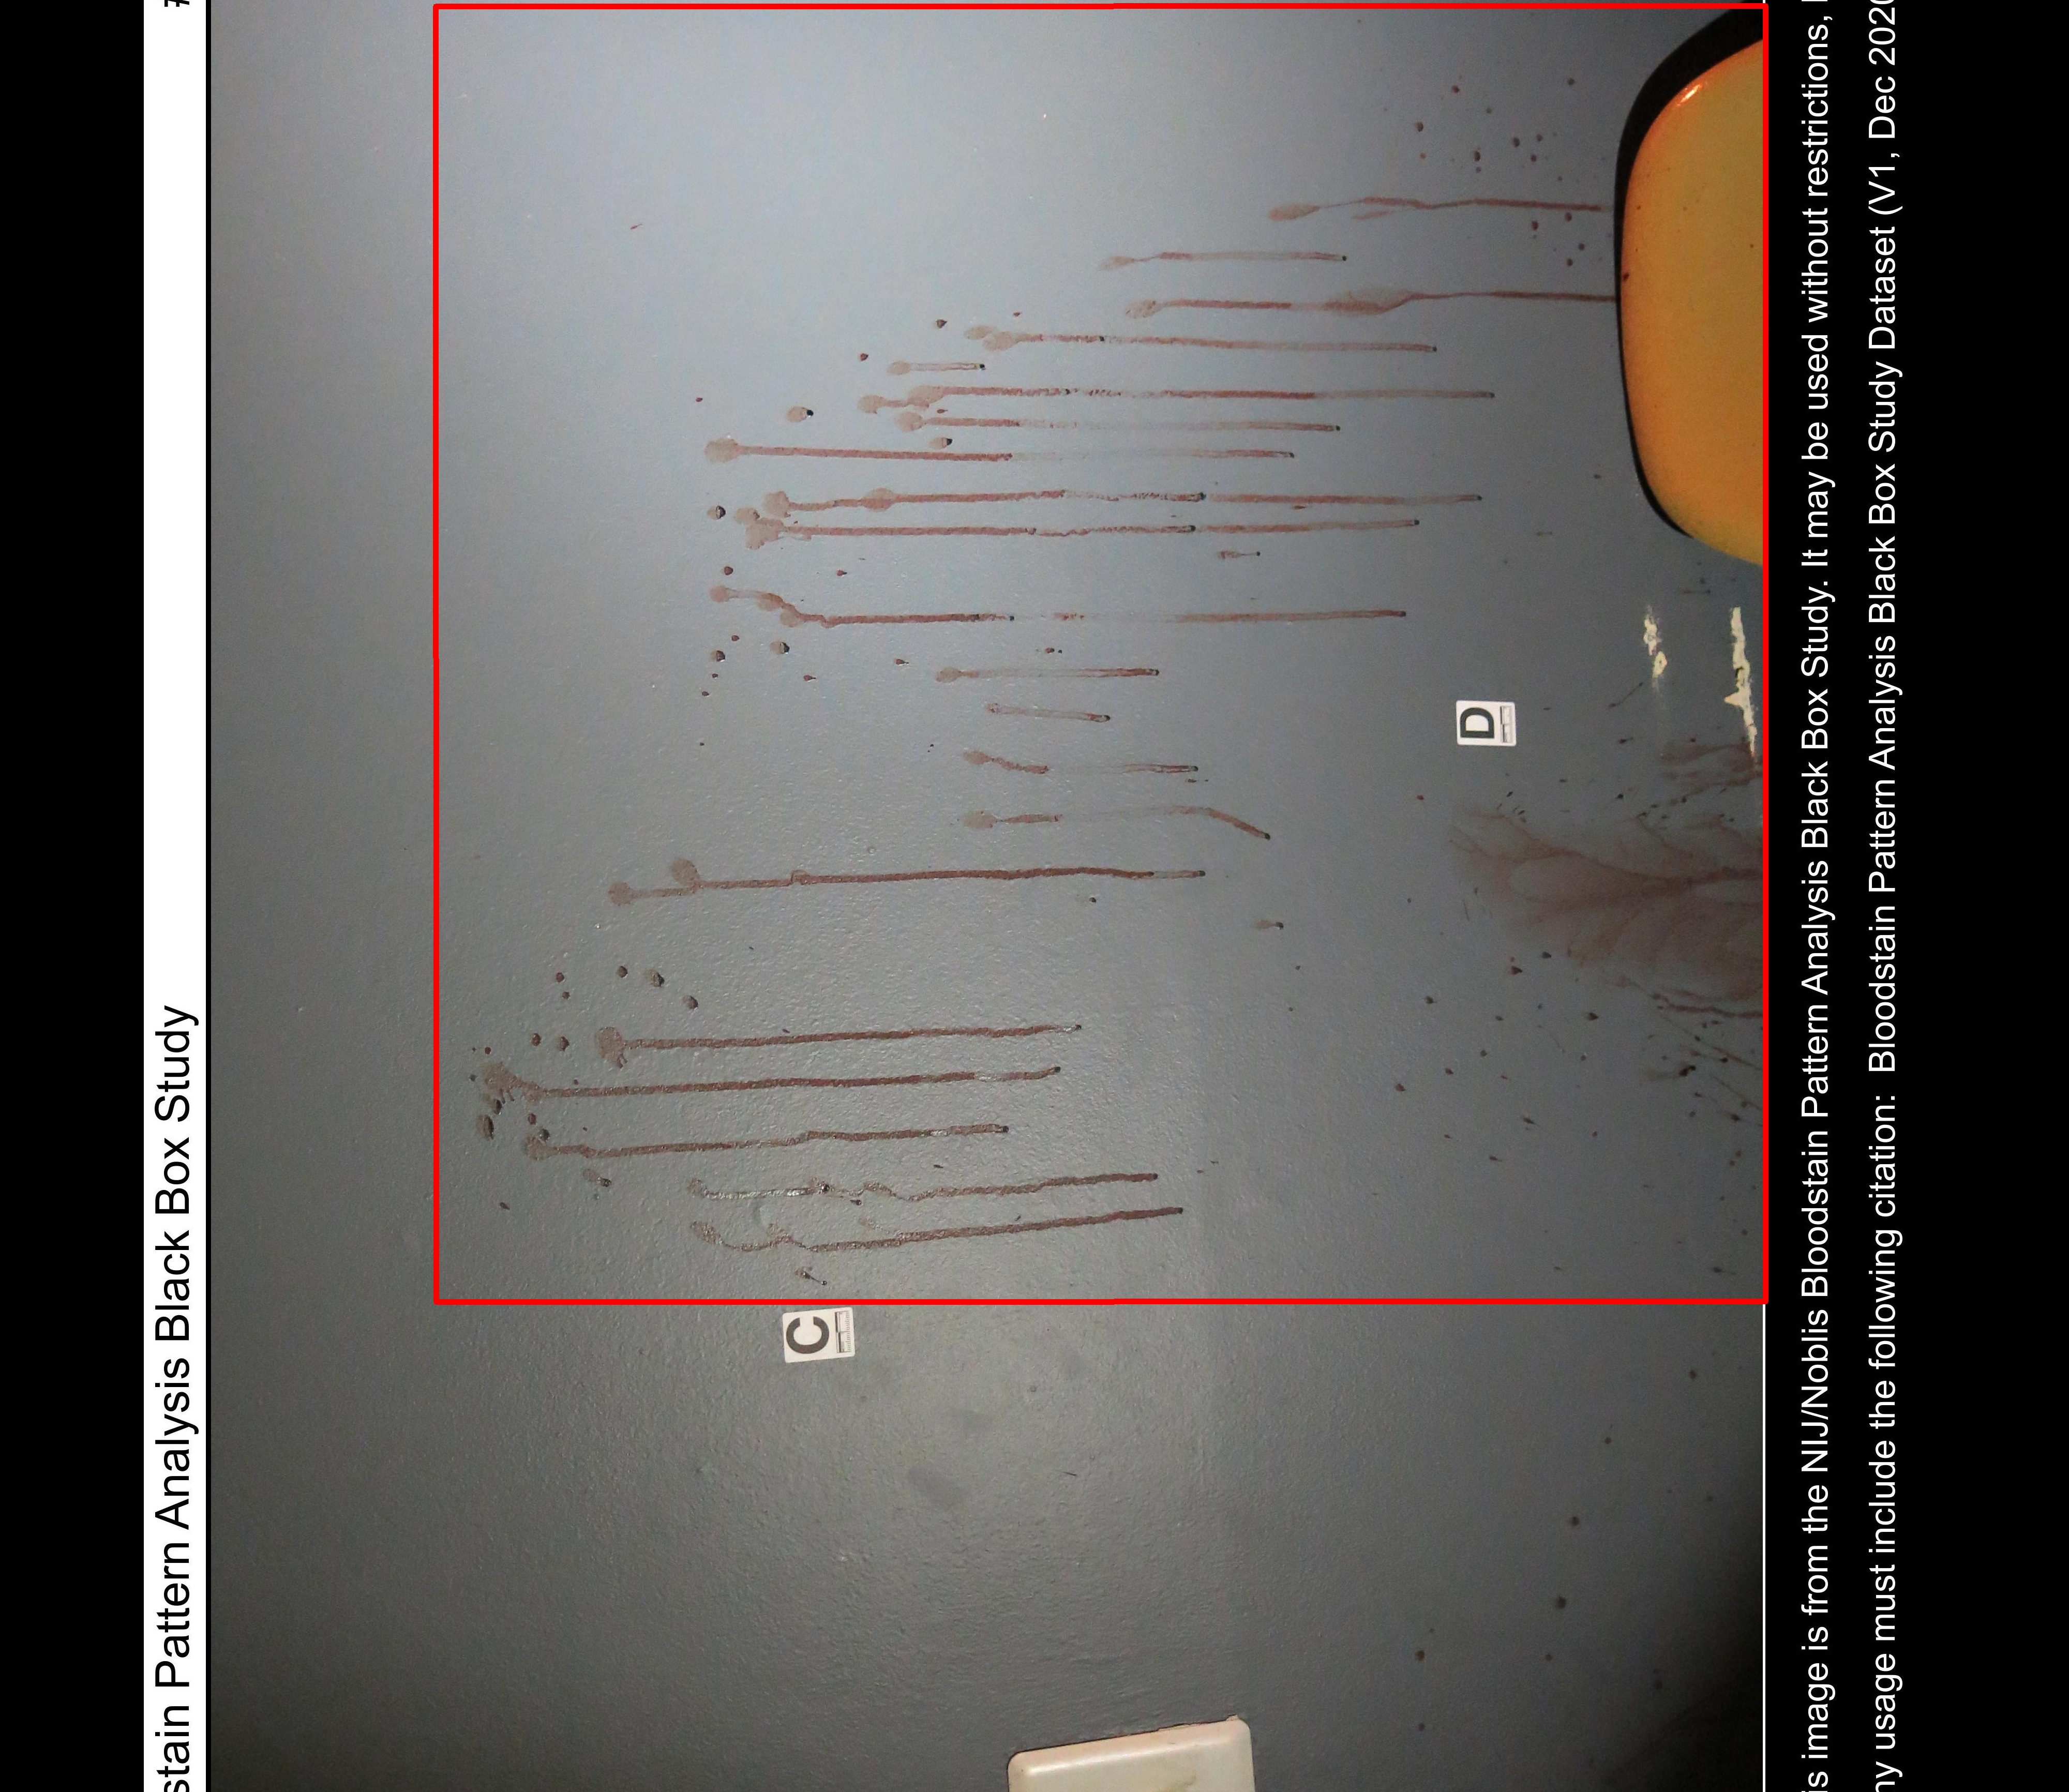 stain Pattern Analysis Black Box Study #
C
D
is image is from the NIJ/Noblis Bloodstain Pattern Analysis Black Box Study. It may be used without restrictions,
ny usage must include the following citation: Bloodstain Pattern Analysis Black Box Study Dataset (V1, Dec 2020